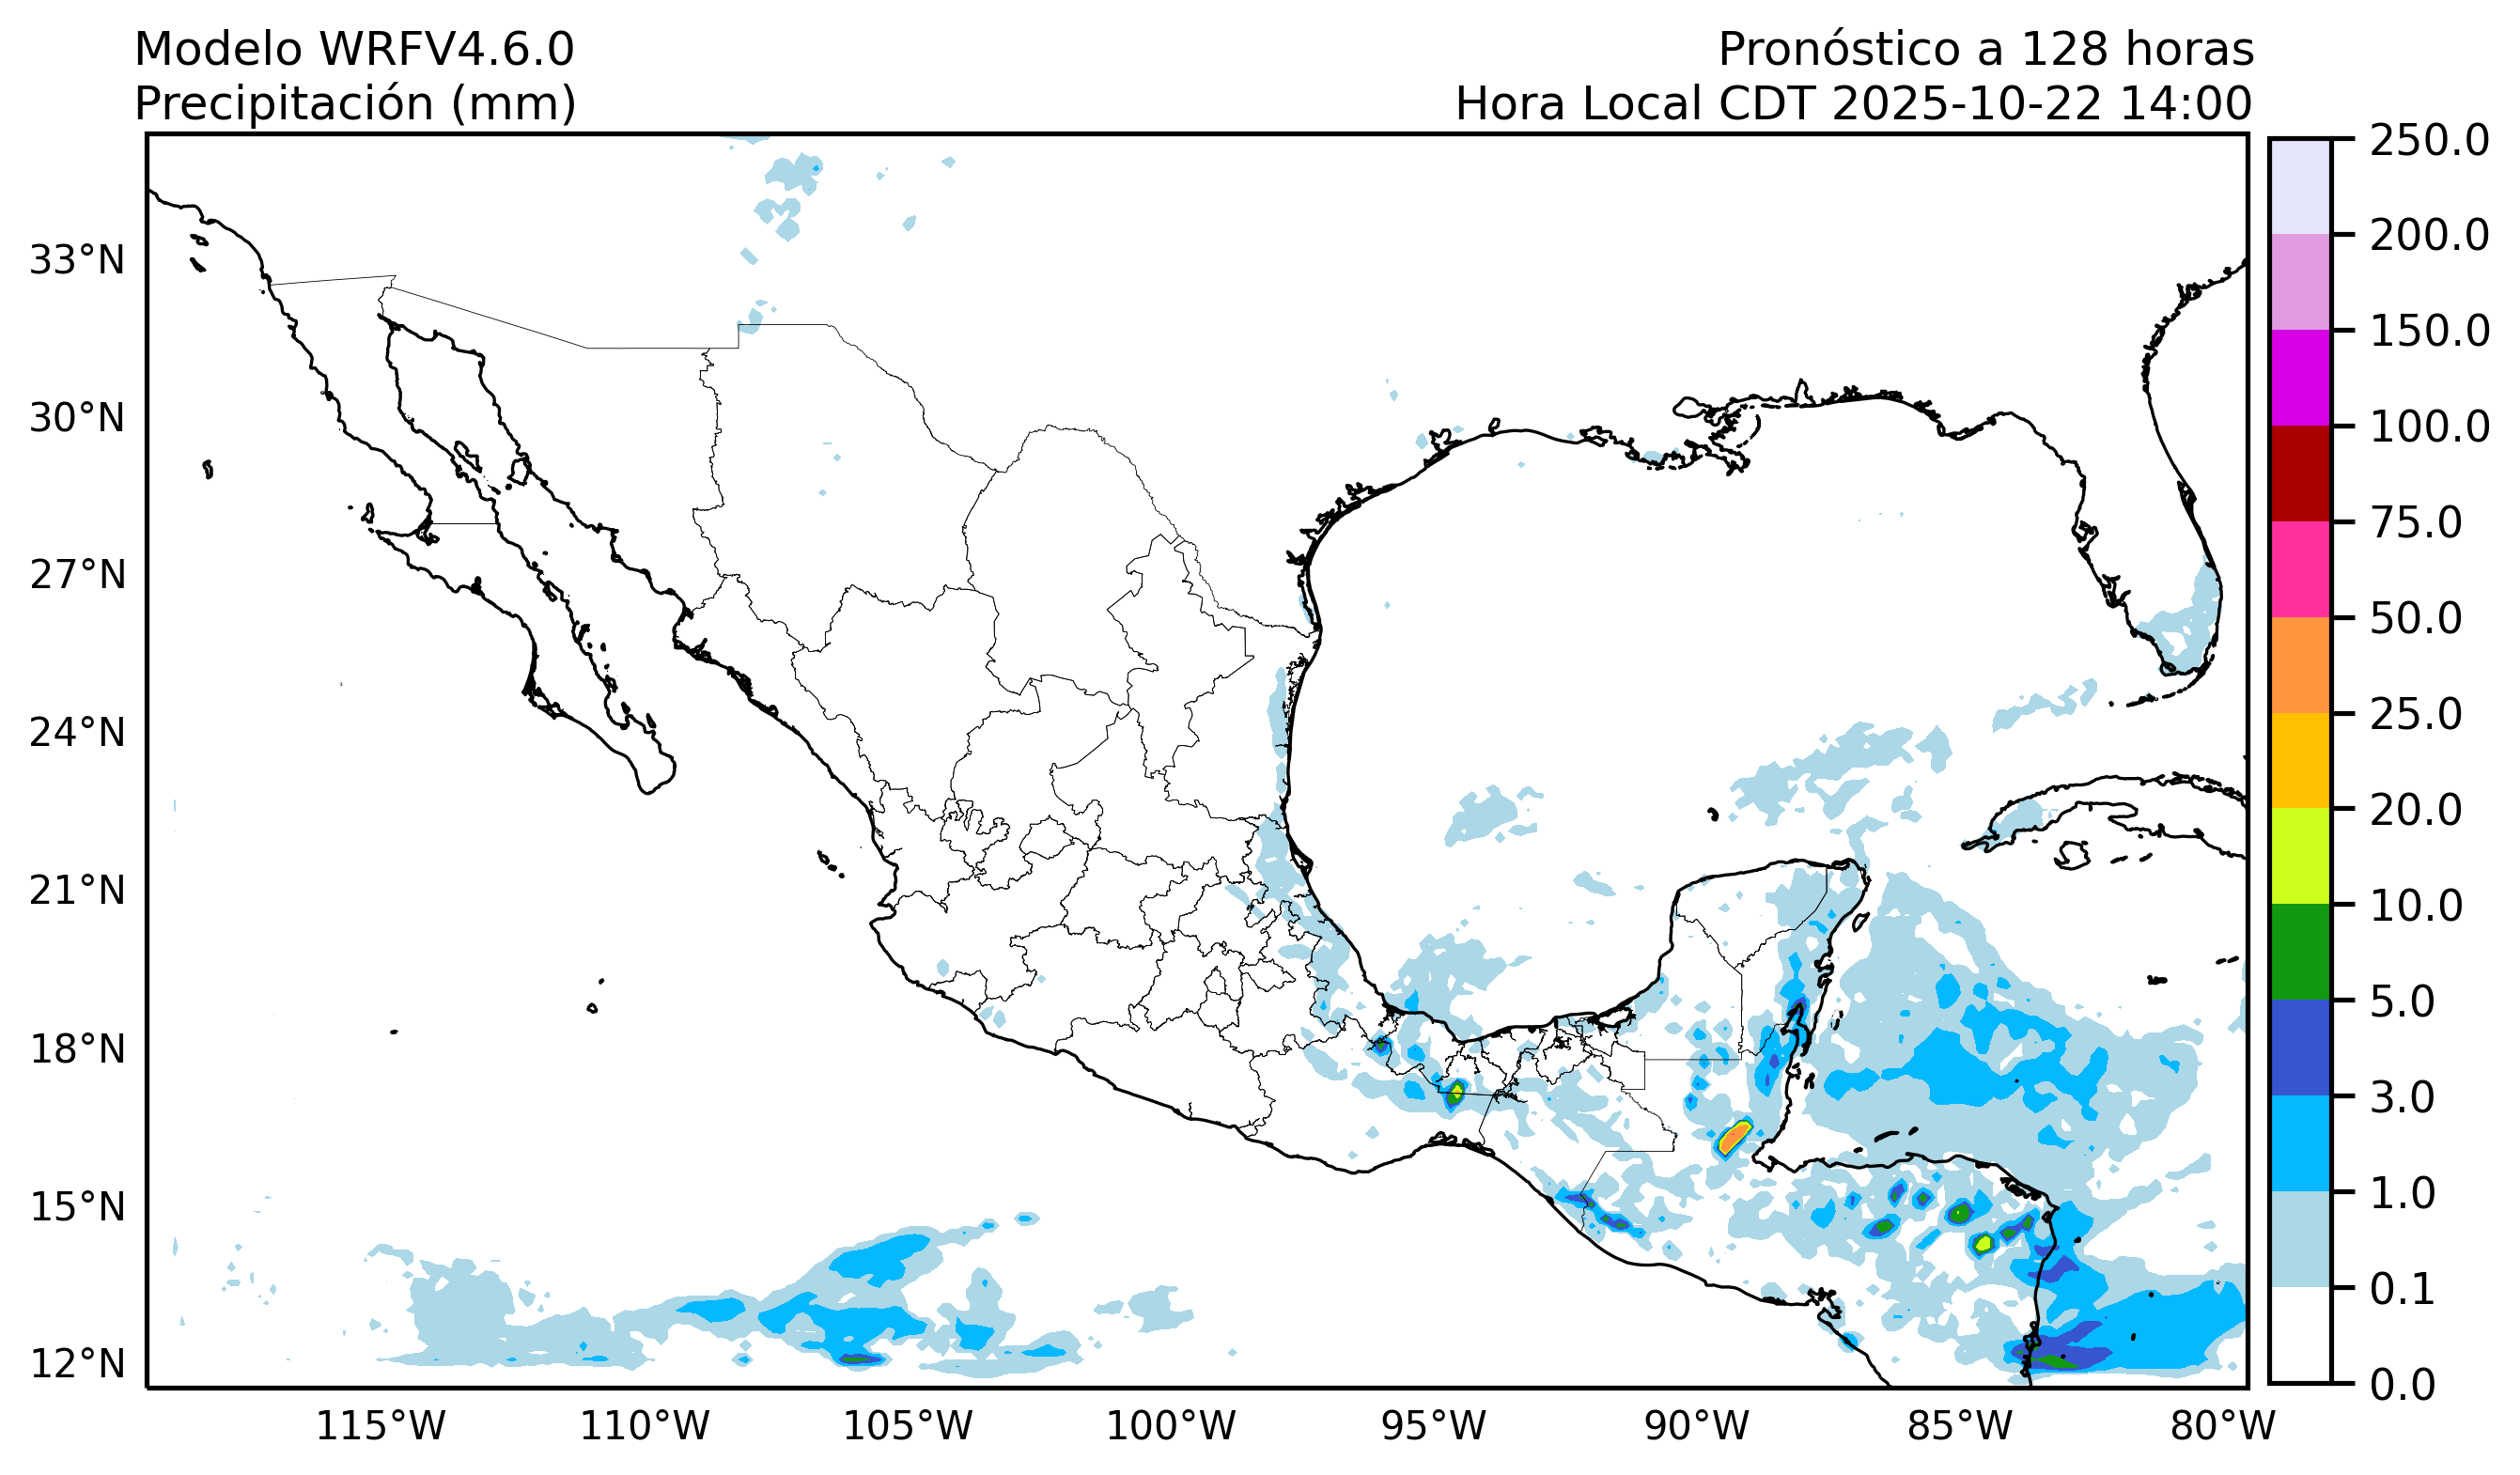 Modelo WRFV4.6.0
Precipitación (mm)
Pronóstico a 128 horas
Hora Local CDT 2025-10-22 14:00
33°N
30°N
27°N
24°N
21°N
18°N
15°N
12°N
115°W
110°W
105°W
100°W
95°W
90°W
85°W
80°W
250.0
200.0
150.0
100.0
75.0
50.0
25.0
20.0
10.0
5.0
3.0
1.0
0.1
0.0